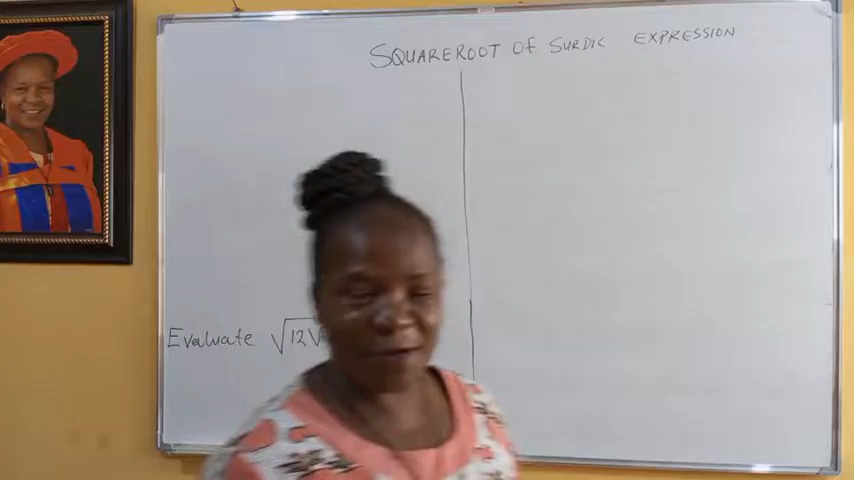 SQUAREROOT OF SURDIC EXPRESSION
Evaluate √12√